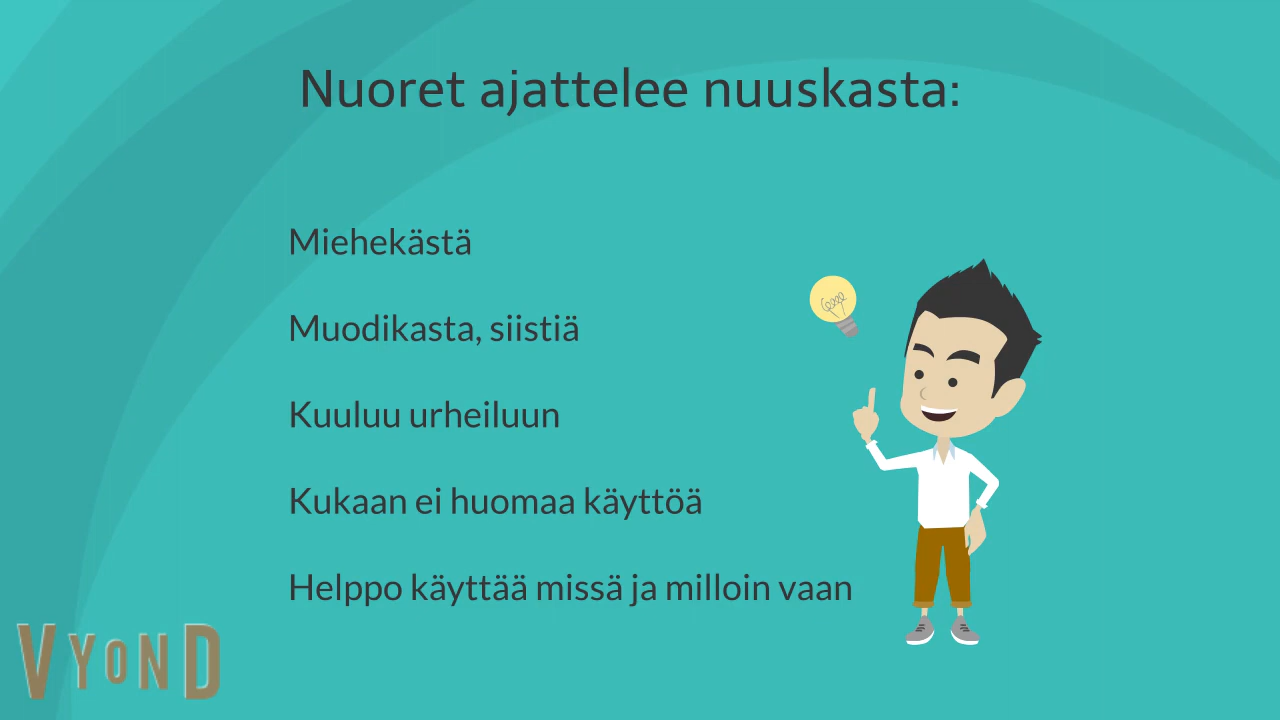 Nuoret ajattelee nuuskasta:
Miehekästä
Muodikasta, siistiä
Kuuluu urheiluun
Kukaan ei huomaa käyttöä
Helppo käyttää missä ja milloin vaan
VYOND